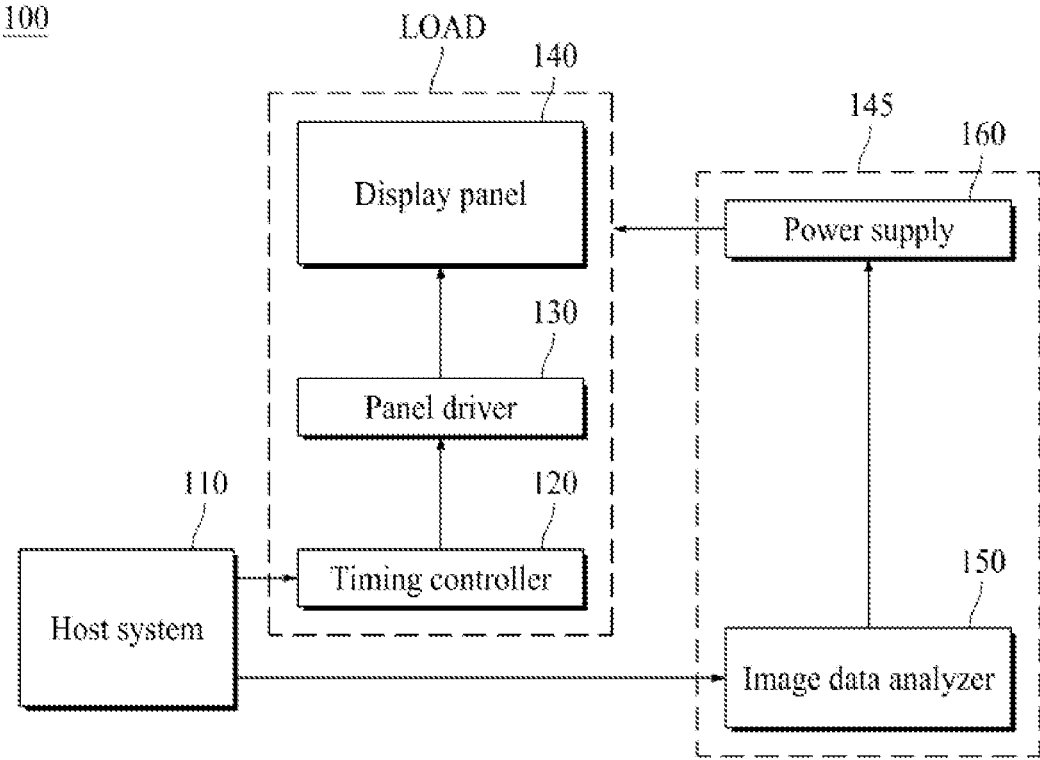 100
LOAD
140
Display panel
145
160
Power supply
130
Panel driver
110
120
Host system
Timing controller
150
Image data analyzer